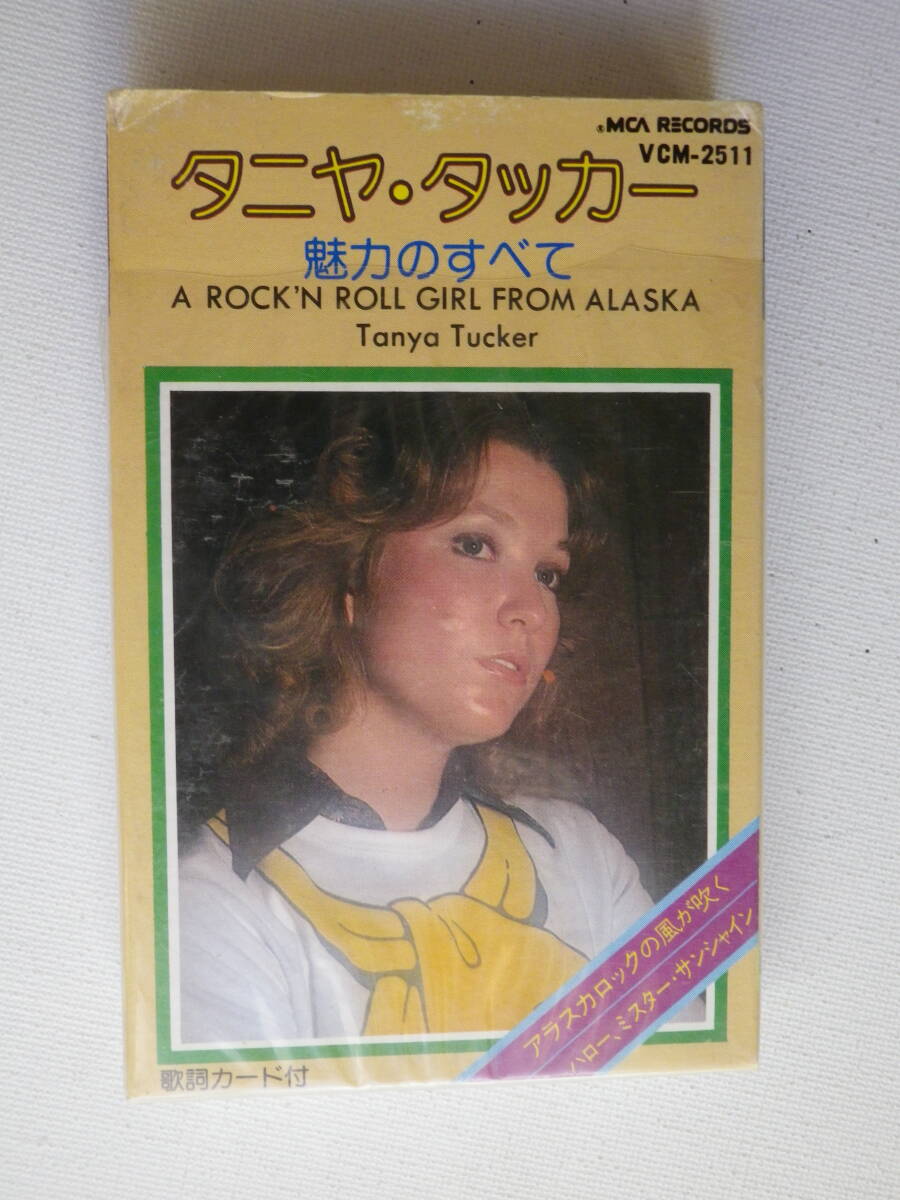 ®MCA RECORDS
VCM-2511
タニヤ・タッカー
魅力のすべて
A ROCK'N ROLL GIRL FROM ALASKA
Tanya Tucker
アラスカロックの風が吹く
ハロー、ミスター・サンシャイン
歌詞カード付